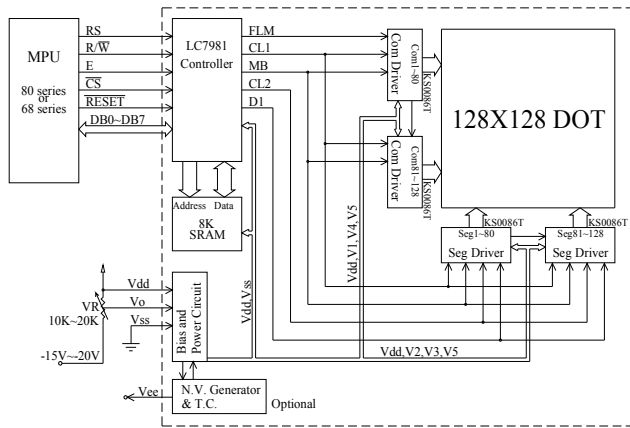 MPU
80 series
or
68 series
RS
R/W̅
E
C̅S̅
R̅E̅S̅E̅T̅
DB0~DB7
LC7981
Controller
FLM
CL1
MB
CL2
D1
Address Data
8K
SRAM
Com Driver
Com1~80
KS0086T
Com Driver
Com81~128
KS0086T
128X128 DOT
KS0086T
KS0086T
Seg1~80
Seg Driver
Seg81~128
Seg Driver
Vdd,V1,V4,V5
Vdd,Vss
Vdd,V2,V3,V5
Vdd
VR
Vo
10K~20K
Vss
-15V~-20V
Bias and
Power Circuit
Vee
N.V. Generator
& T.C.
Optional